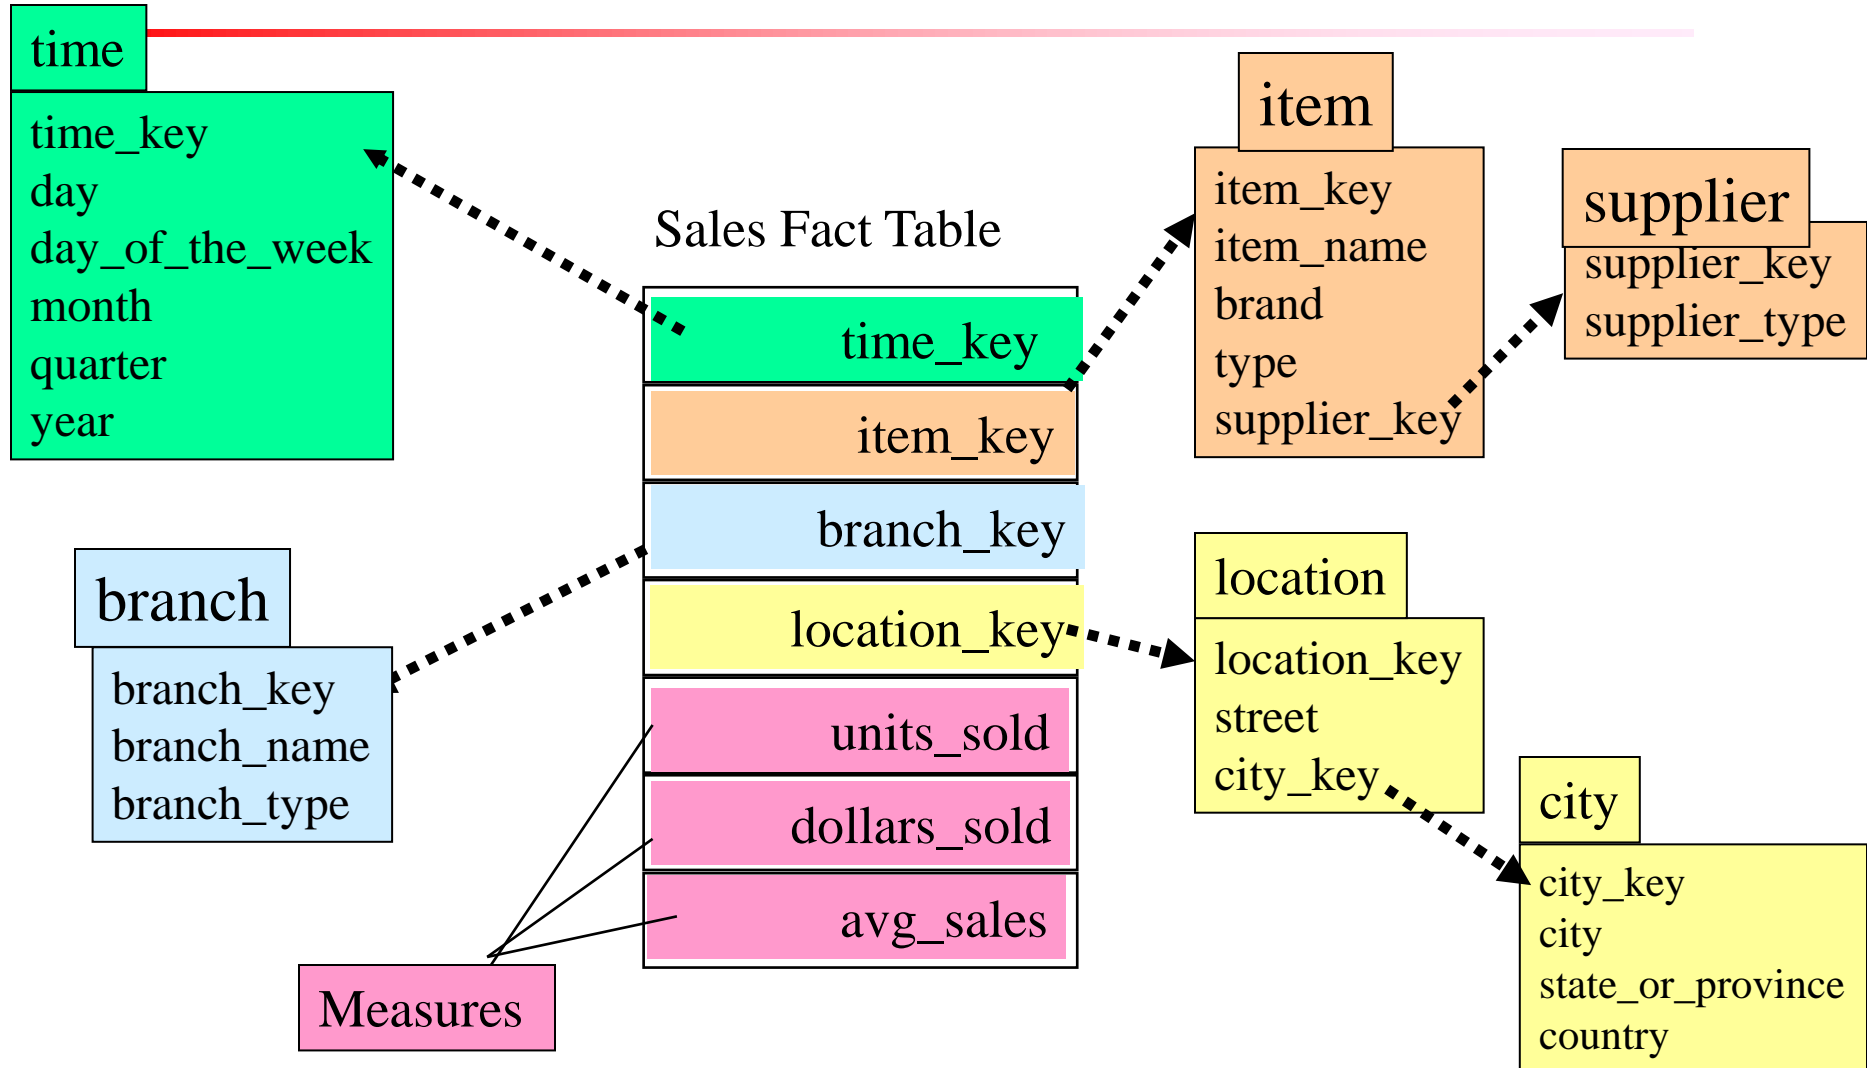 time
time_key
day
day_of_the_week
month
quarter
year
Sales Fact Table
time_key
item_key
branch_key
location_key
units_sold
dollars_sold
avg_sales
item
item_key
item_name
brand
type
supplier_key
supplier
supplier_key
supplier_type
branch
branch_key
branch_name
branch_type
location
location_key
street
city_key
city
city_key
city
state_or_province
country
Measures